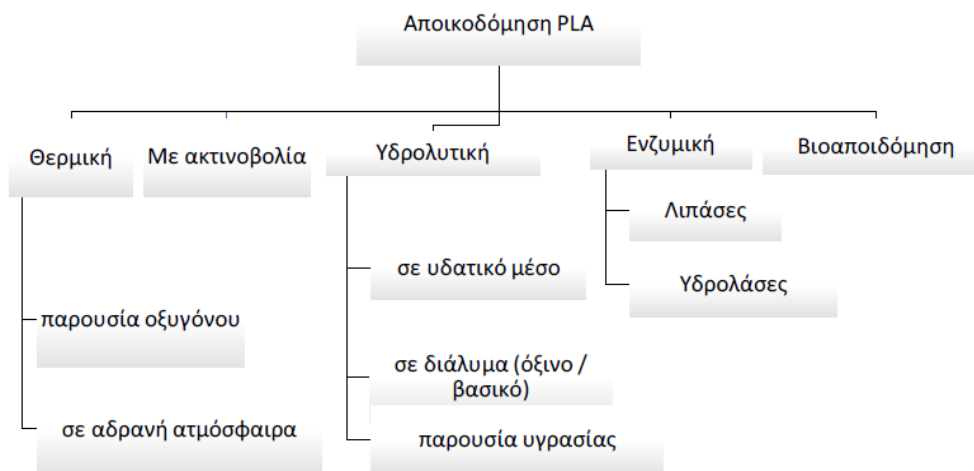 Αποικοδόμηση PLA
Θερμική
Με ακτινοβολία
Υδρολυτική
Ενζυμική
Βιοαποιδόμηση
παρουσία οξυγόνου
σε αδρανή ατμόσφαιρα
σε υδατικό μέσο
σε διάλυμα (όξινο /
βασικό)
παρουσία υγρασίας
Λιπάσες
Υδρολάσες